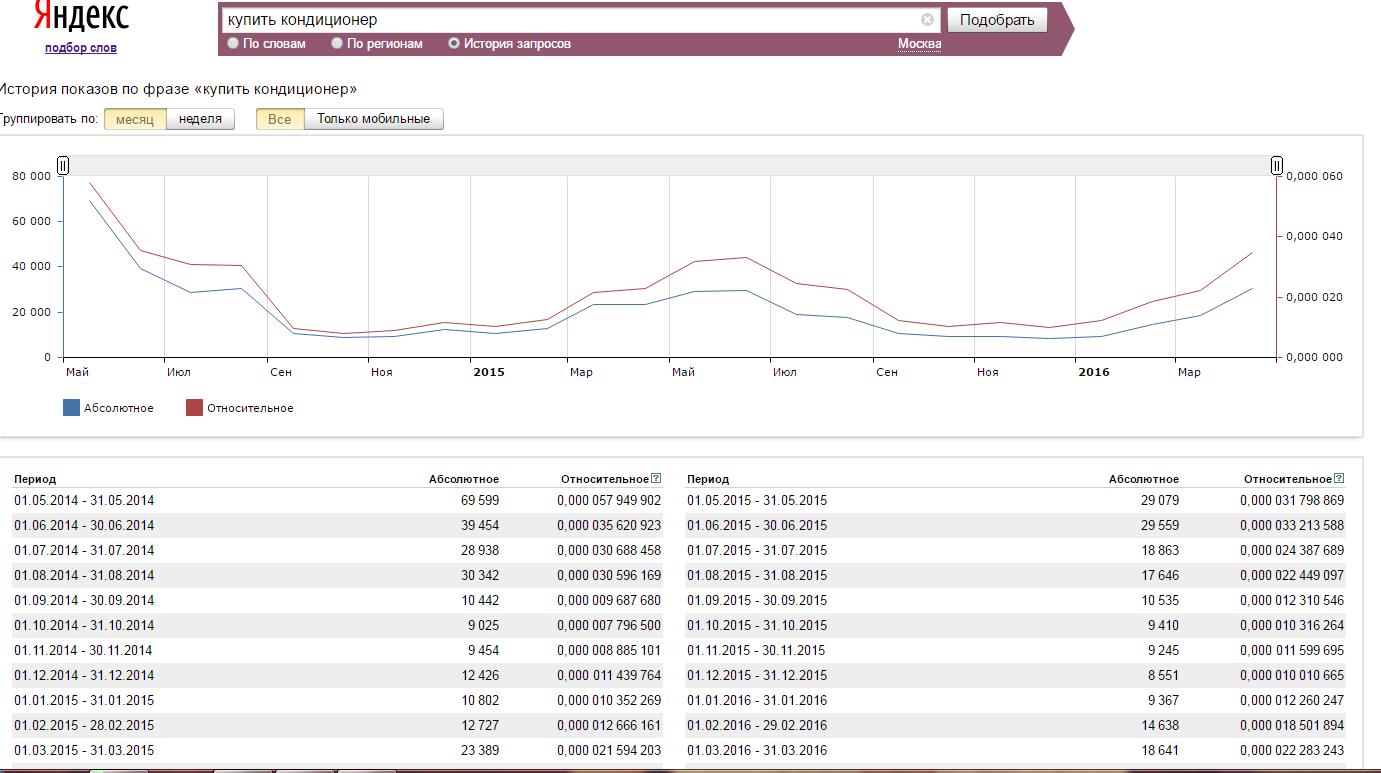 Яндекс
подбор слов
купить кондиционер
Подобрать
По словам По регионам История запросов Москва
История показов по фразе «купить кондиционер»
Группировать по: месяц неделя Все Только мобильные
80 000
60 000
40 000
20 000
0
0,000 060
0,000 040
0,000 020
0,000 000
Май Июл Сен Ноя 2015 Мар Май Июл Сен Ноя 2016 Мар
Абсолютное Относительное
Период Абсолютное Относительное ? Период Абсолютное Относительное ?
01.05.2014 - 31.05.2014 69 599 0,000 057 949 902 01.05.2015 - 31.05.2015 29 079 0,000 031 798 869
01.06.2014 - 30.06.2014 39 454 0,000 035 620 923 01.06.2015 - 30.06.2015 29 559 0,000 033 213 588
01.07.2014 - 31.07.2014 28 938 0,000 030 688 458 01.07.2015 - 31.07.2015 18 863 0,000 024 387 689
01.08.2014 - 31.08.2014 30 342 0,000 030 596 169 01.08.2015 - 31.08.2015 17 646 0,000 022 449 097
01.09.2014 - 30.09.2014 10 442 0,000 009 687 680 01.09.2015 - 30.09.2015 10 535 0,000 012 310 546
01.10.2014 - 31.10.2014 9 025 0,000 007 796 500 01.10.2015 - 31.10.2015 9 410 0,000 010 316 264
01.11.2014 - 30.11.2014 9 454 0,000 008 885 101 01.11.2015 - 30.11.2015 9 245 0,000 011 599 695
01.12.2014 - 31.12.2014 12 426 0,000 011 439 764 01.12.2015 - 31.12.2015 8 551 0,000 010 010 665
01.01.2015 - 31.01.2015 10 802 0,000 010 352 269 01.01.2016 - 31.01.2016 9 367 0,000 012 260 247
01.02.2015 - 28.02.2015 12 727 0,000 012 666 161 01.02.2016 - 29.02.2016 14 638 0,000 018 501 894
01.03.2015 - 31.03.2015 23 389 0,000 021 594 203 01.03.2016 - 31.03.2016 18 641 0,000 022 283 243